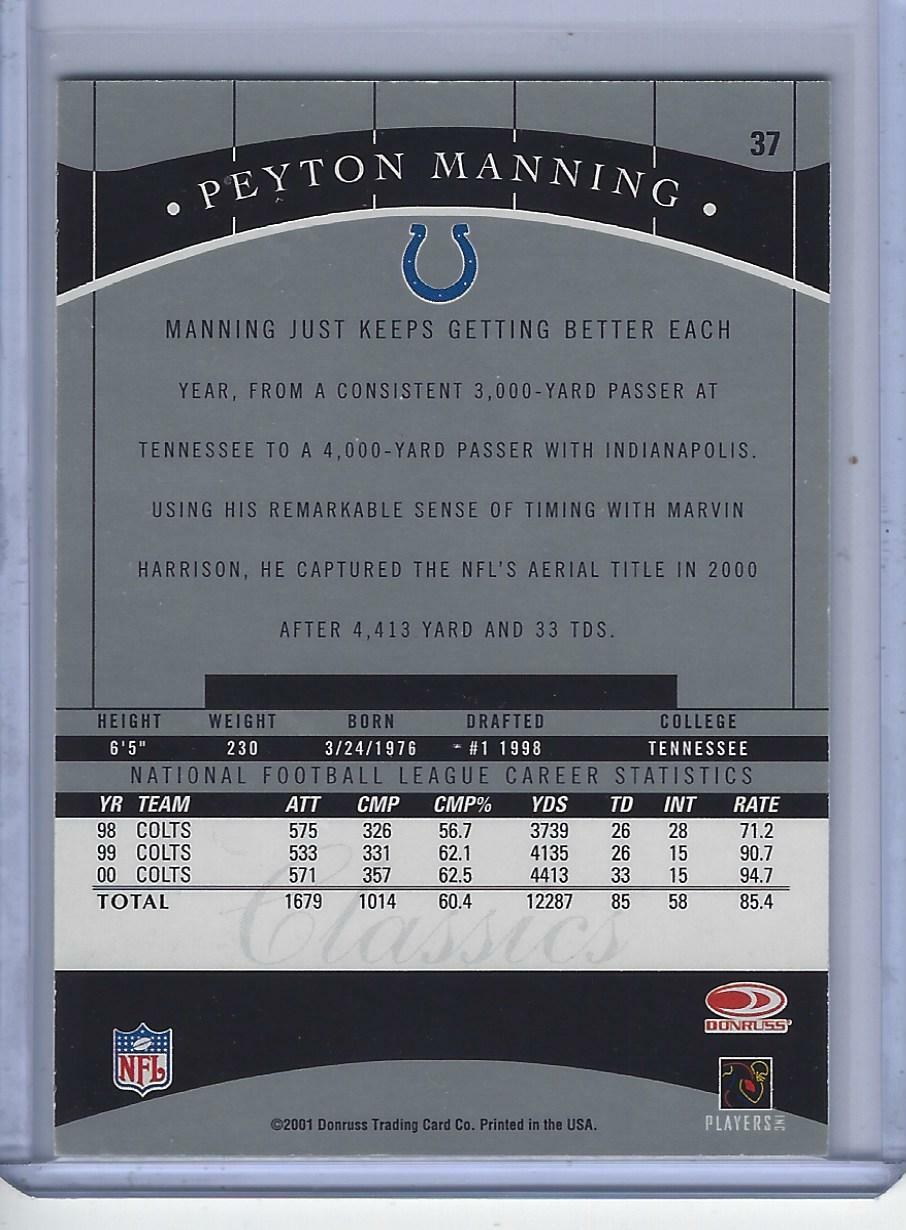 37
• PEYTON MANNING •
MANNING JUST KEEPS GETTING BETTER EACH
YEAR, FROM A CONSISTENT 3,000-YARD PASSER AT
TENNESSEE TO A 4,000-YARD PASSER WITH INDIANAPOLIS.
USING HIS REMARKABLE SENSE OF TIMING WITH MARVIN
HARRISON, HE CAPTURED THE NFL'S AERIAL TITLE IN 2000
AFTER 4,413 YARD AND 33 TDS.
HEIGHT WEIGHT BORN DRAFTED COLLEGE
6'5" 230 3/24/1976 #1 1998 TENNESSEE
NATIONAL FOOTBALL LEAGUE CAREER STATISTICS
YR TEAM ATT CMP CMP% YDS TD INT RATE
98 COLTS 575 326 56.7 3739 26 28 71.2
99 COLTS 533 331 62.1 4135 26 15 90.7
00 COLTS 571 357 62.5 4413 33 15 94.7
TOTAL 1679 1014 60.4 12287 85 58 85.4
Classics
DONRUSS
NFL
PLAYERS INC
©2001 Donruss Trading Card Co. Printed in the USA.